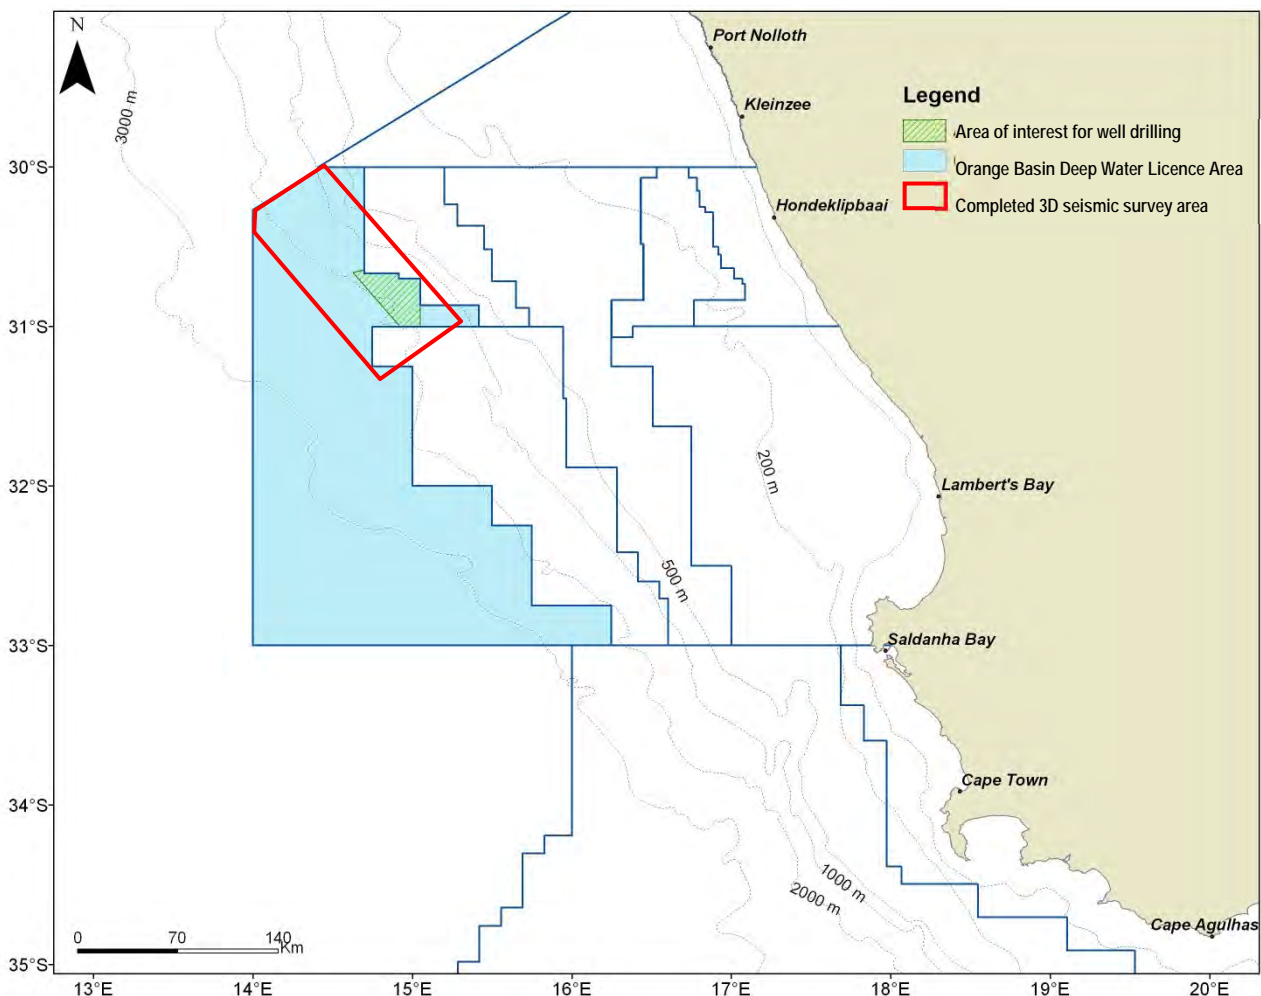 N
Port Nolloth
3000 m
Kleinzee
Legend
Area of interest for well drilling
Orange Basin Deep Water Licence Area
Completed 3D seismic survey area
30°S
Hondeklipbaai
31°S
200 m
32°S
Lambert's Bay
500 m
33°S
Saldanha Bay
34°S
Cape Town
1000 m
2000 m
Cape Agulhas
0 70 140
Km
35°S
13°E 14°E 15°E 16°E 17°E 18°E 19°E 20°E